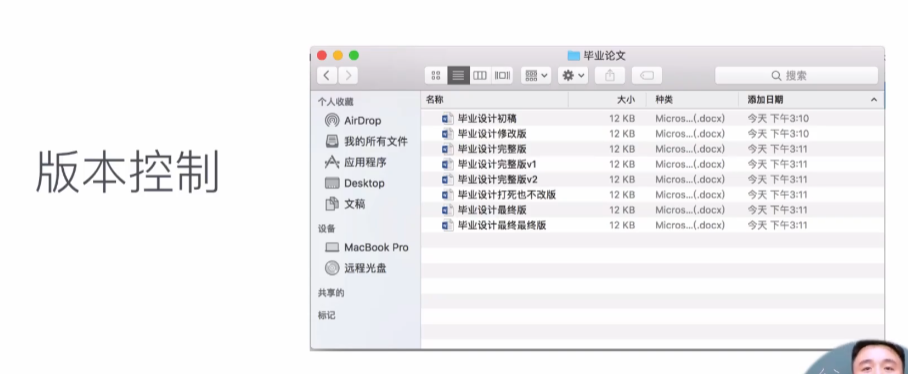 版本控制
毕业论文
搜索
个人收藏
AirDrop
我的所有文件
应用程序
Desktop
文稿
设备
MacBook Pro
远程光盘
共享的
标记
名称 大小 种类 添加日期
毕业设计初稿 12 KB Micros...(.docx) 今天 下午3:10
毕业设计修改版 12 KB Micros...(.docx) 今天 下午3:10
毕业设计完整版 12 KB Micros...(.docx) 今天 下午3:11
毕业设计完整版v1 12 KB Micros...(.docx) 今天 下午3:11
毕业设计完整版v2 12 KB Micros...(.docx) 今天 下午3:11
毕业设计打死也不改版 12 KB Micros...(.docx) 今天 下午3:11
毕业设计最终版 12 KB Micros...(.docx) 今天 下午3:11
毕业设计最终最终版 12 KB Micros...(.docx) 今天 下午3:11